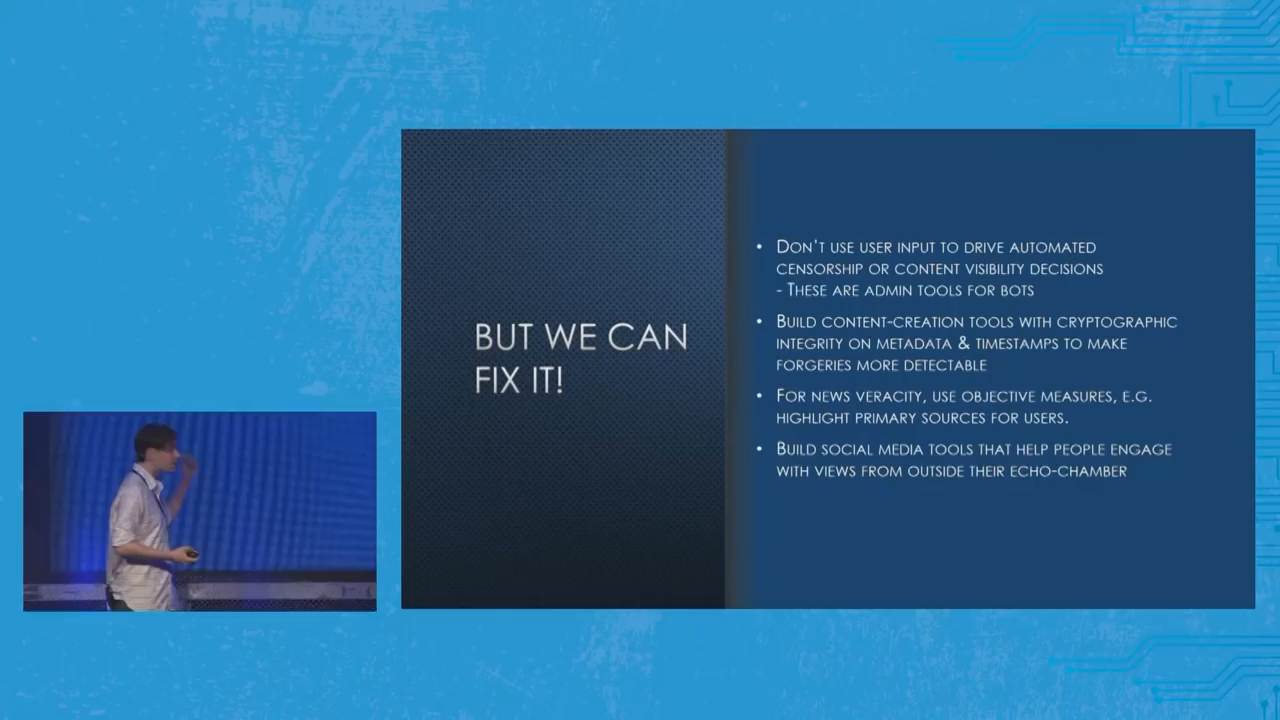 BUT WE CAN
FIX IT!
• DON'T USE USER INPUT TO DRIVE AUTOMATED
CENSORSHIP OR CONTENT VISIBILITY DECISIONS
- THESE ARE ADMIN TOOLS FOR BOTS
• BUILD CONTENT-CREATION TOOLS WITH CRYPTOGRAPHIC
INTEGRITY ON METADATA & TIMESTAMPS TO MAKE
FORGERIES MORE DETECTABLE
• FOR NEWS VERACITY, USE OBJECTIVE MEASURES, E.G.
HIGHLIGHT PRIMARY SOURCES FOR USERS.
• BUILD SOCIAL MEDIA TOOLS THAT HELP PEOPLE ENGAGE
WITH VIEWS FROM OUTSIDE THEIR ECHO-CHAMBER